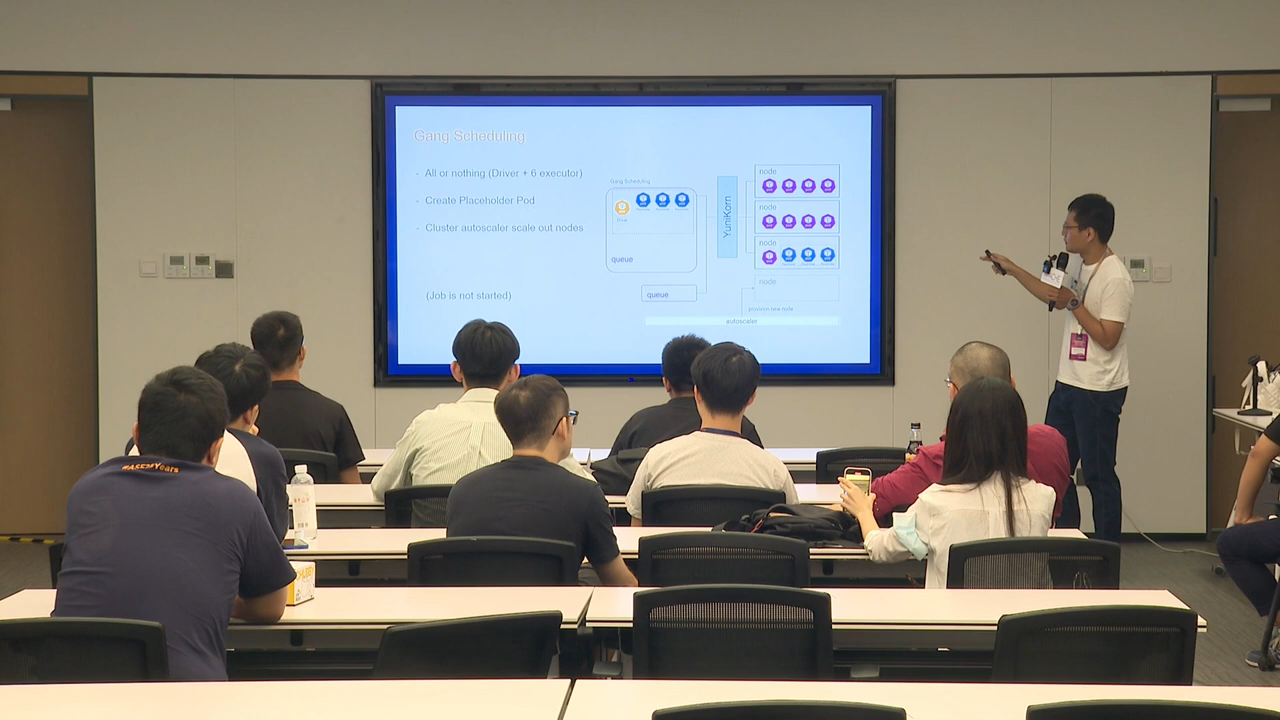 Gang Scheduling
- All or nothing (Driver + 6 executor)
- Create Placeholder Pod
- Cluster autoscaler scale out nodes
(Job is not started)
Gang Scheduling
Driver
queue
queue
YuniKorn
node
node
node
node
provision new node
autoscaler